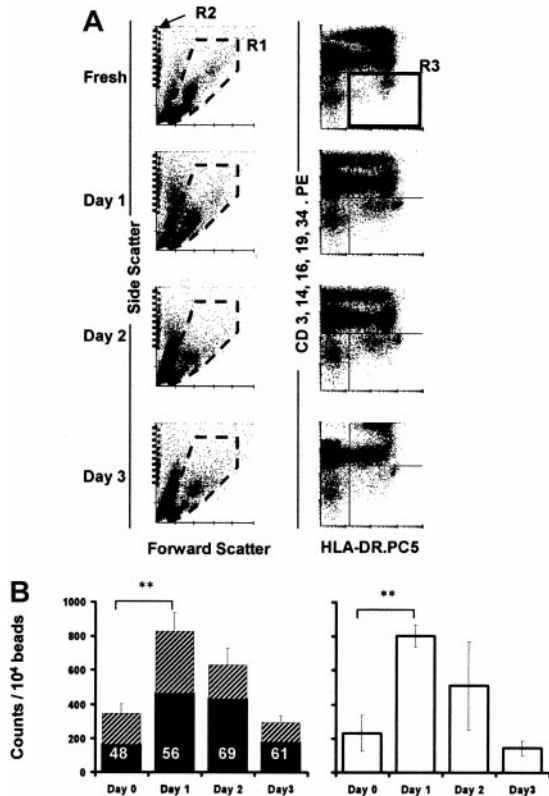 A
R2
R1
Fresh
R3
Day 1
Side Scatter
CD 3, 14, 16, 19, 34 . PE
Day 2
Day 3
Forward Scatter
HLA-DR.PC5
B
Counts / 10⁴ beads
1000
800
600
400
200
0
**
48
56
69
61
Day 0 Day 1 Day 2 Day3
**
Day 0 Day 1 Day 2 Day3